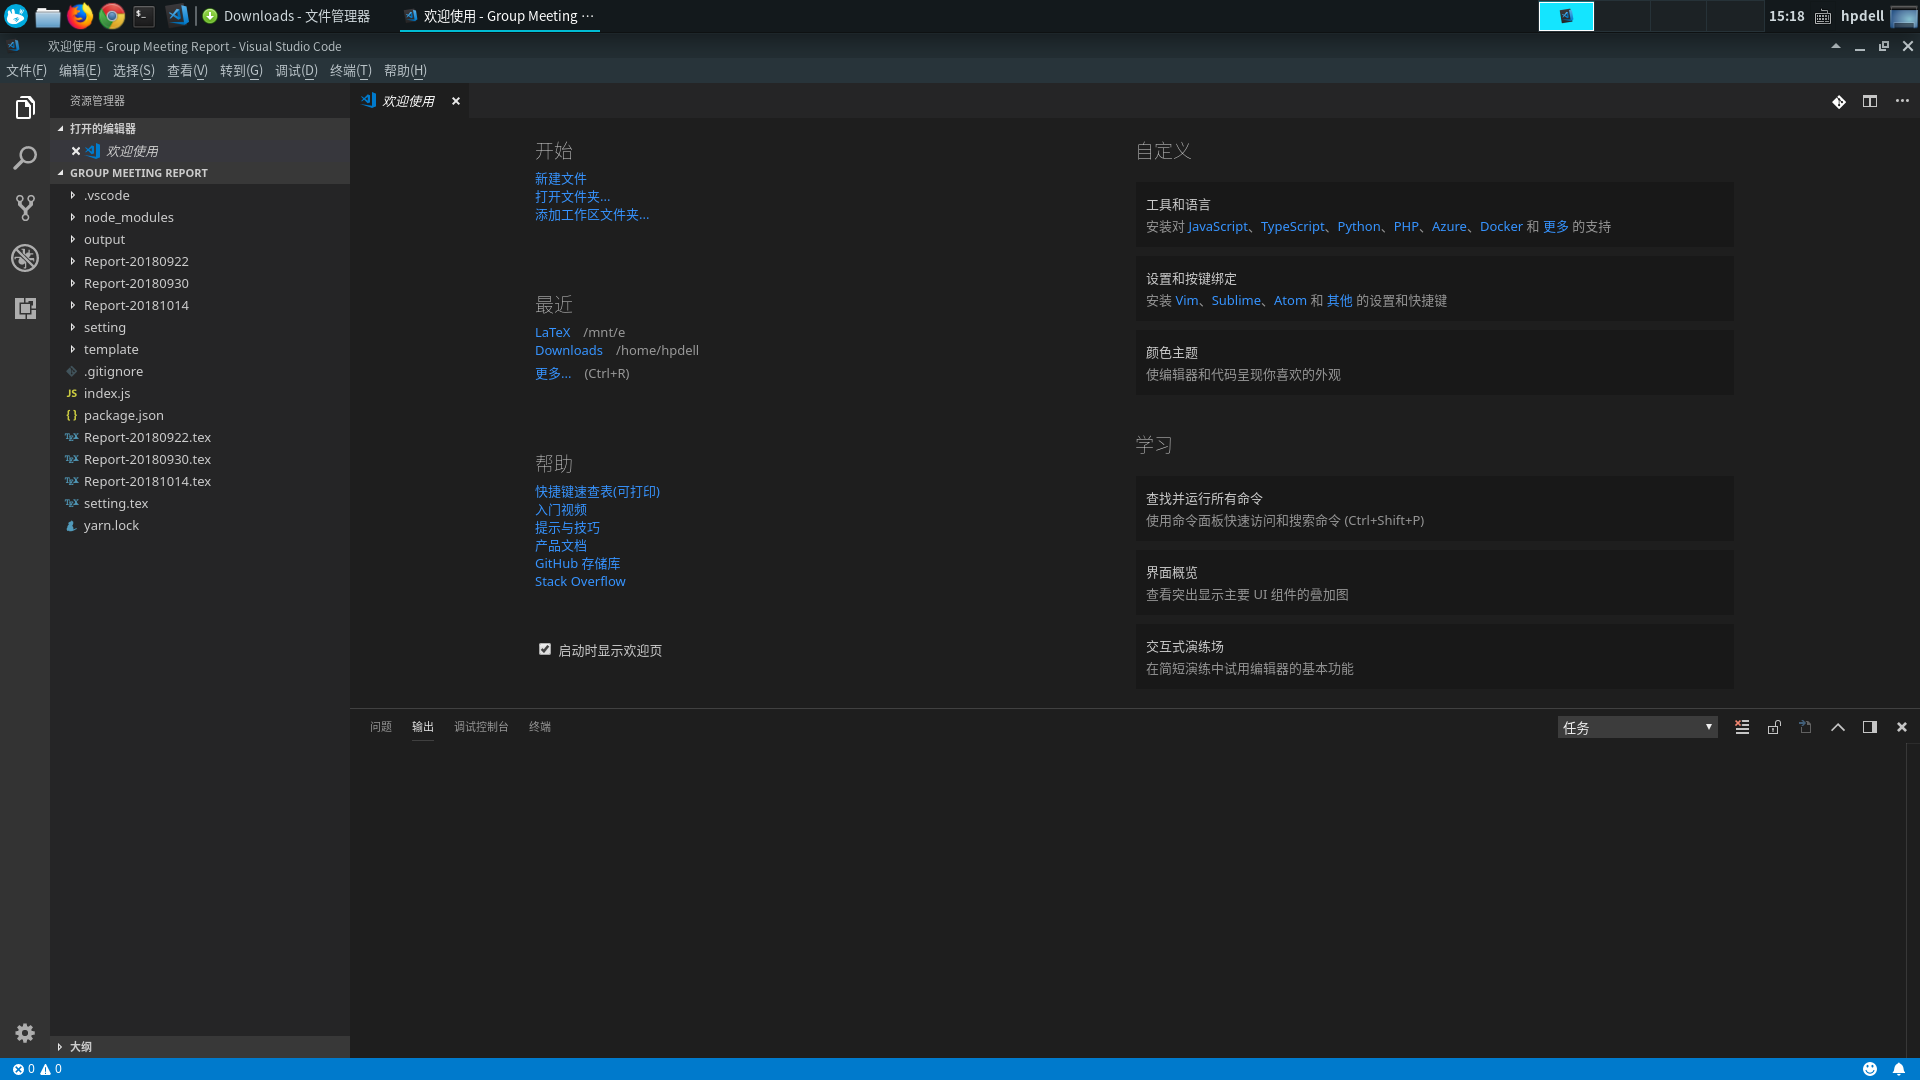 Downloads - 文件管理器
欢迎使用 - Group Meeting ···
15:18
hpdell
欢迎使用 - Group Meeting Report - Visual Studio Code
文件(F) 编辑(E) 选择(S) 查看(V) 转到(G) 调试(D) 终端(T) 帮助(H)
资源管理器
打开的编辑器
欢迎使用
GROUP MEETING REPORT
.vscode
node_modules
output
Report-20180922
Report-20180930
Report-20181014
setting
template
.gitignore
JS index.js
{ } package.json
TEX Report-20180922.tex
TEX Report-20180930.tex
TEX Report-20181014.tex
TEX setting.tex
yarn.lock
大纲
欢迎使用
开始
新建文件
打开文件夹...
添加工作区文件夹...
最近
LaTeX /mnt/e
Downloads /home/hpdell
更多... (Ctrl+R)
帮助
快捷键速查表(可打印)
入门视频
提示与技巧
产品文档
GitHub 存储库
Stack Overflow
启动时显示欢迎页
自定义
工具和语言
安装对 JavaScript、TypeScript、Python、PHP、Azure、Docker 和 更多 的支持
设置和按键绑定
安装 Vim、Sublime、Atom 和 其他 的设置和快捷键
颜色主题
使编辑器和代码呈现你喜欢的外观
学习
查找并运行所有命令
使用命令面板快速访问和搜索命令 (Ctrl+Shift+P)
界面概览
查看突出显示主要 UI 组件的叠加图
交互式演练场
在简短演练中试用编辑器的基本功能
问题 输出 调试控制台 终端
任务
0 0